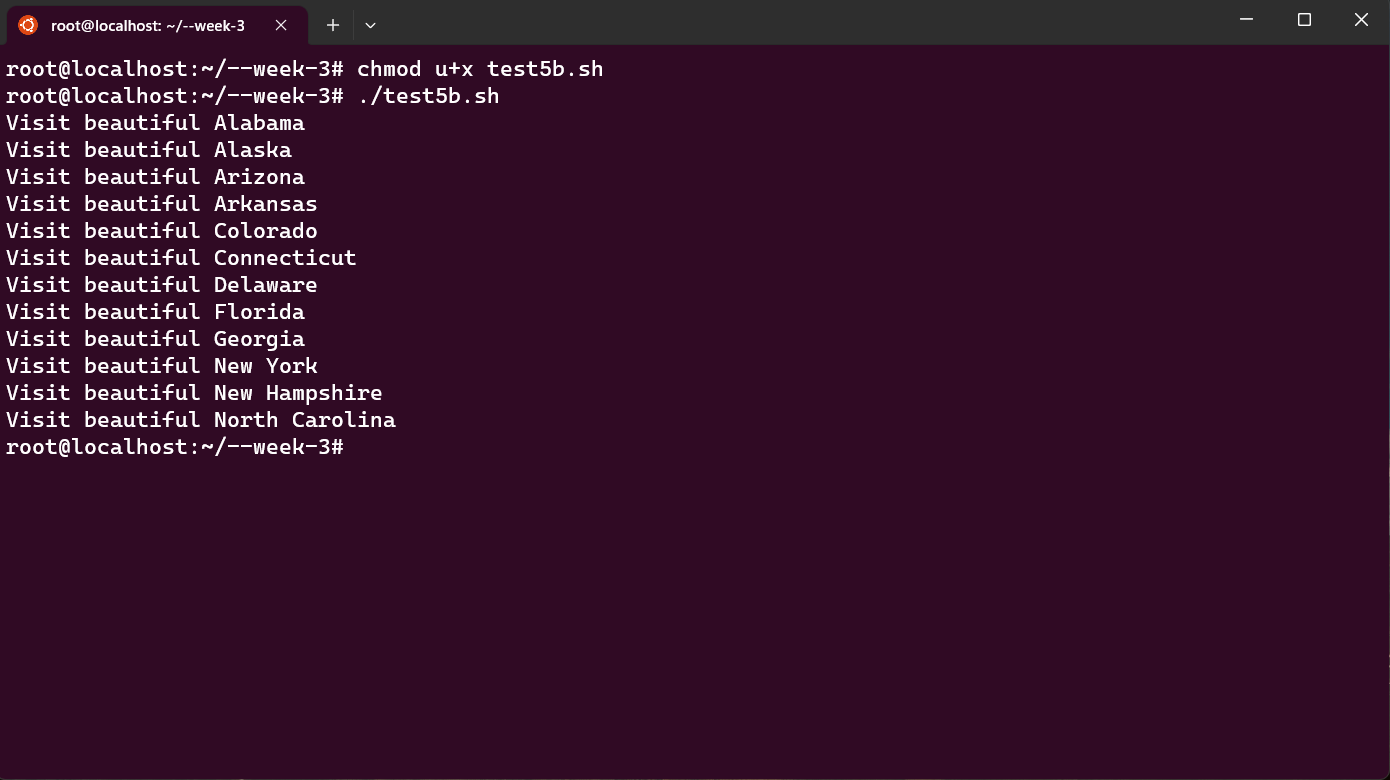 root@localhost: ~/--week-3
root@localhost:~/--week-3# chmod u+x test5b.sh
root@localhost:~/--week-3# ./test5b.sh
Visit beautiful Alabama
Visit beautiful Alaska
Visit beautiful Arizona
Visit beautiful Arkansas
Visit beautiful Colorado
Visit beautiful Connecticut
Visit beautiful Delaware
Visit beautiful Florida
Visit beautiful Georgia
Visit beautiful New York
Visit beautiful New Hampshire
Visit beautiful North Carolina
root@localhost:~/--week-3#